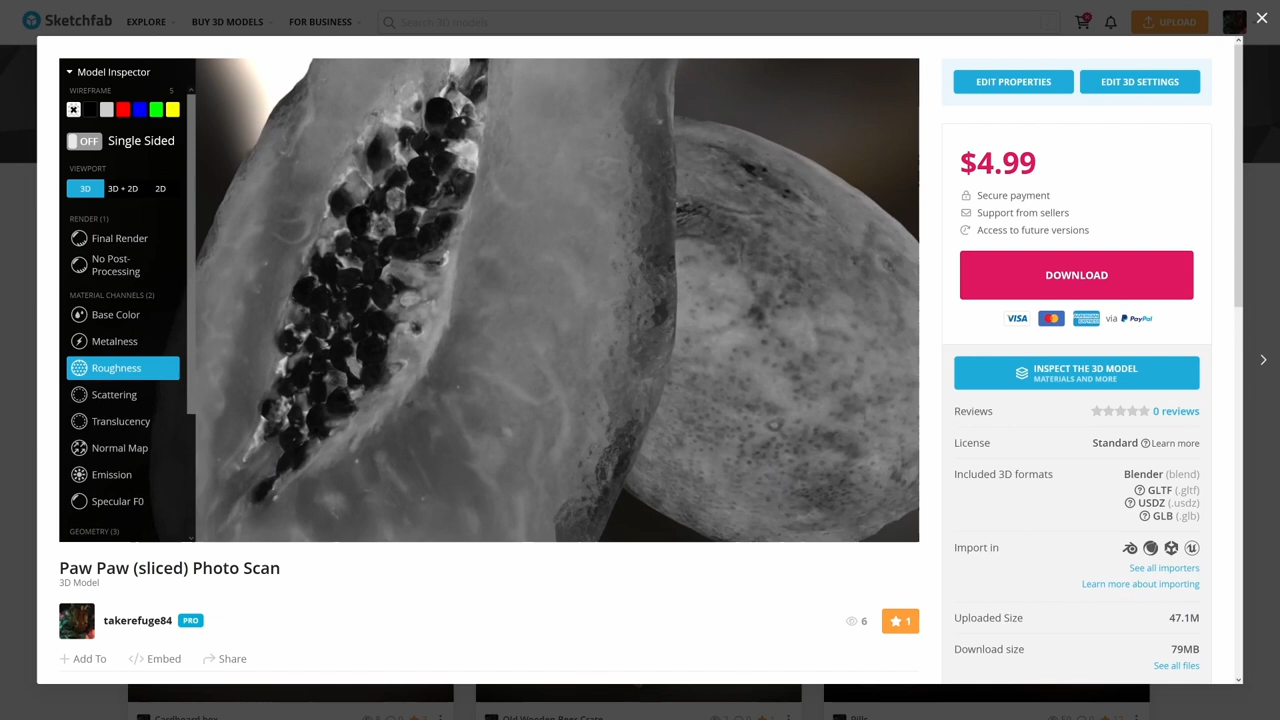 Sketchfab EXPLORE BUY 3D MODELS FOR BUSINESS Search 3D models UPLOAD
Model Inspector
WIREFRAME 5
OFF Single Sided
VIEWPORT
3D 3D + 2D 2D
RENDER (1)
Final Render
No Post-
Processing
MATERIAL CHANNELS (2)
Base Color
Metalness
Roughness
Scattering
Translucency
Normal Map
Emission
Specular F0
GEOMETRY (3)
Paw Paw (sliced) Photo Scan
3D Model
takerefuge84 PRO
6
1
Add To Embed Share
EDIT PROPERTIES EDIT 3D SETTINGS
$4.99
Secure payment
Support from sellers
Access to future versions
DOWNLOAD
VISA via PayPal
INSPECT THE 3D MODEL
MATERIALS AND MORE
Reviews 0 reviews
License Standard Learn more
Included 3D formats Blender (blend)
GLTF (.gltf)
USDZ (.usdz)
GLB (.glb)
Import in
See all importers
Learn more about importing
Uploaded Size 47.1M
Download size 79MB
See all files